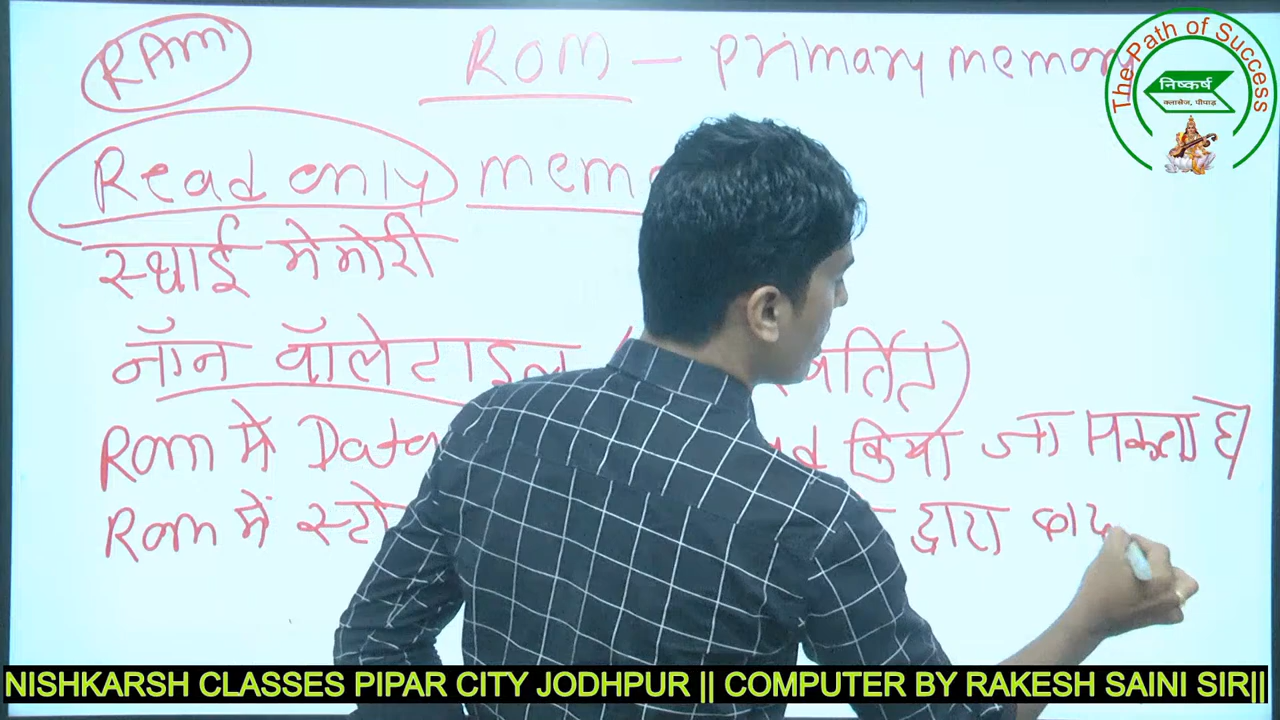 RAM
ROM — primary memory
Read only mem
स्थाई मेमोरी
नॉन वॉलेटाइल
Rom में Data किया जा सकता है
Rom में स्टो द्वारा
The Path of Success
निष्कर्ष
क्लासेज, पीपाड़
NISHKARSH CLASSES PIPAR CITY JODHPUR || COMPUTER BY RAKESH SAINI SIR||